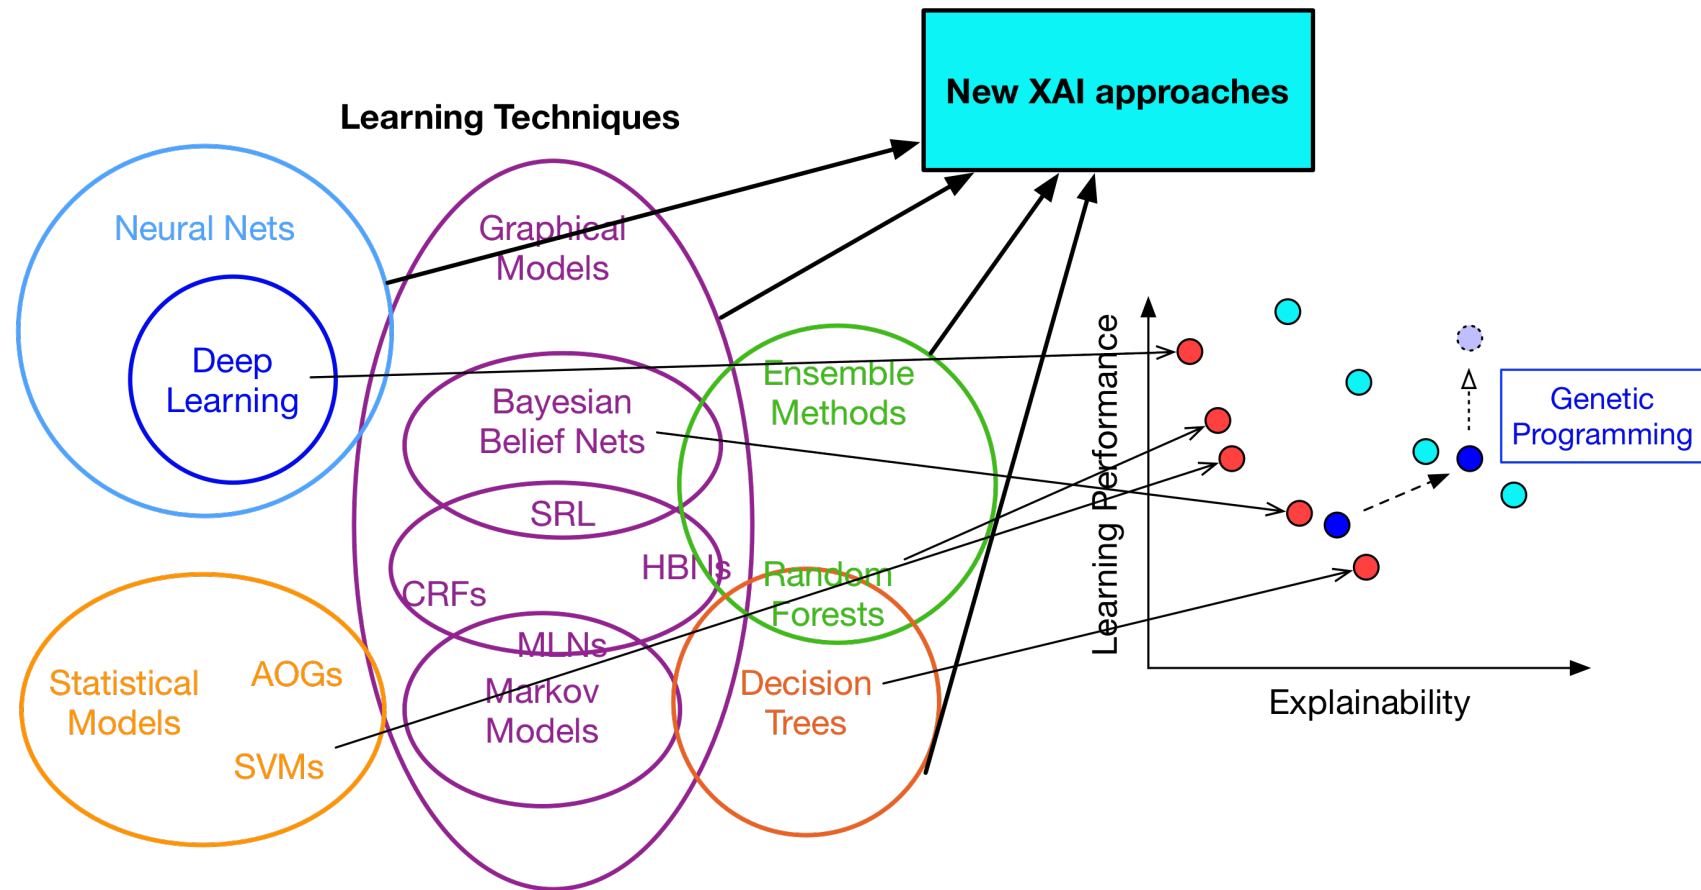 New XAI approaches
Learning Techniques
Neural Nets
Deep
Learning
Graphical
Models
Bayesian
Belief Nets
SRL
HBNs
CRFs
MLNs
Markov
Models
Ensemble
Methods
Random
Forests
Decision
Trees
Statistical
Models
AOGs
SVMs
Learning Performance
Explainability
Genetic
Programming